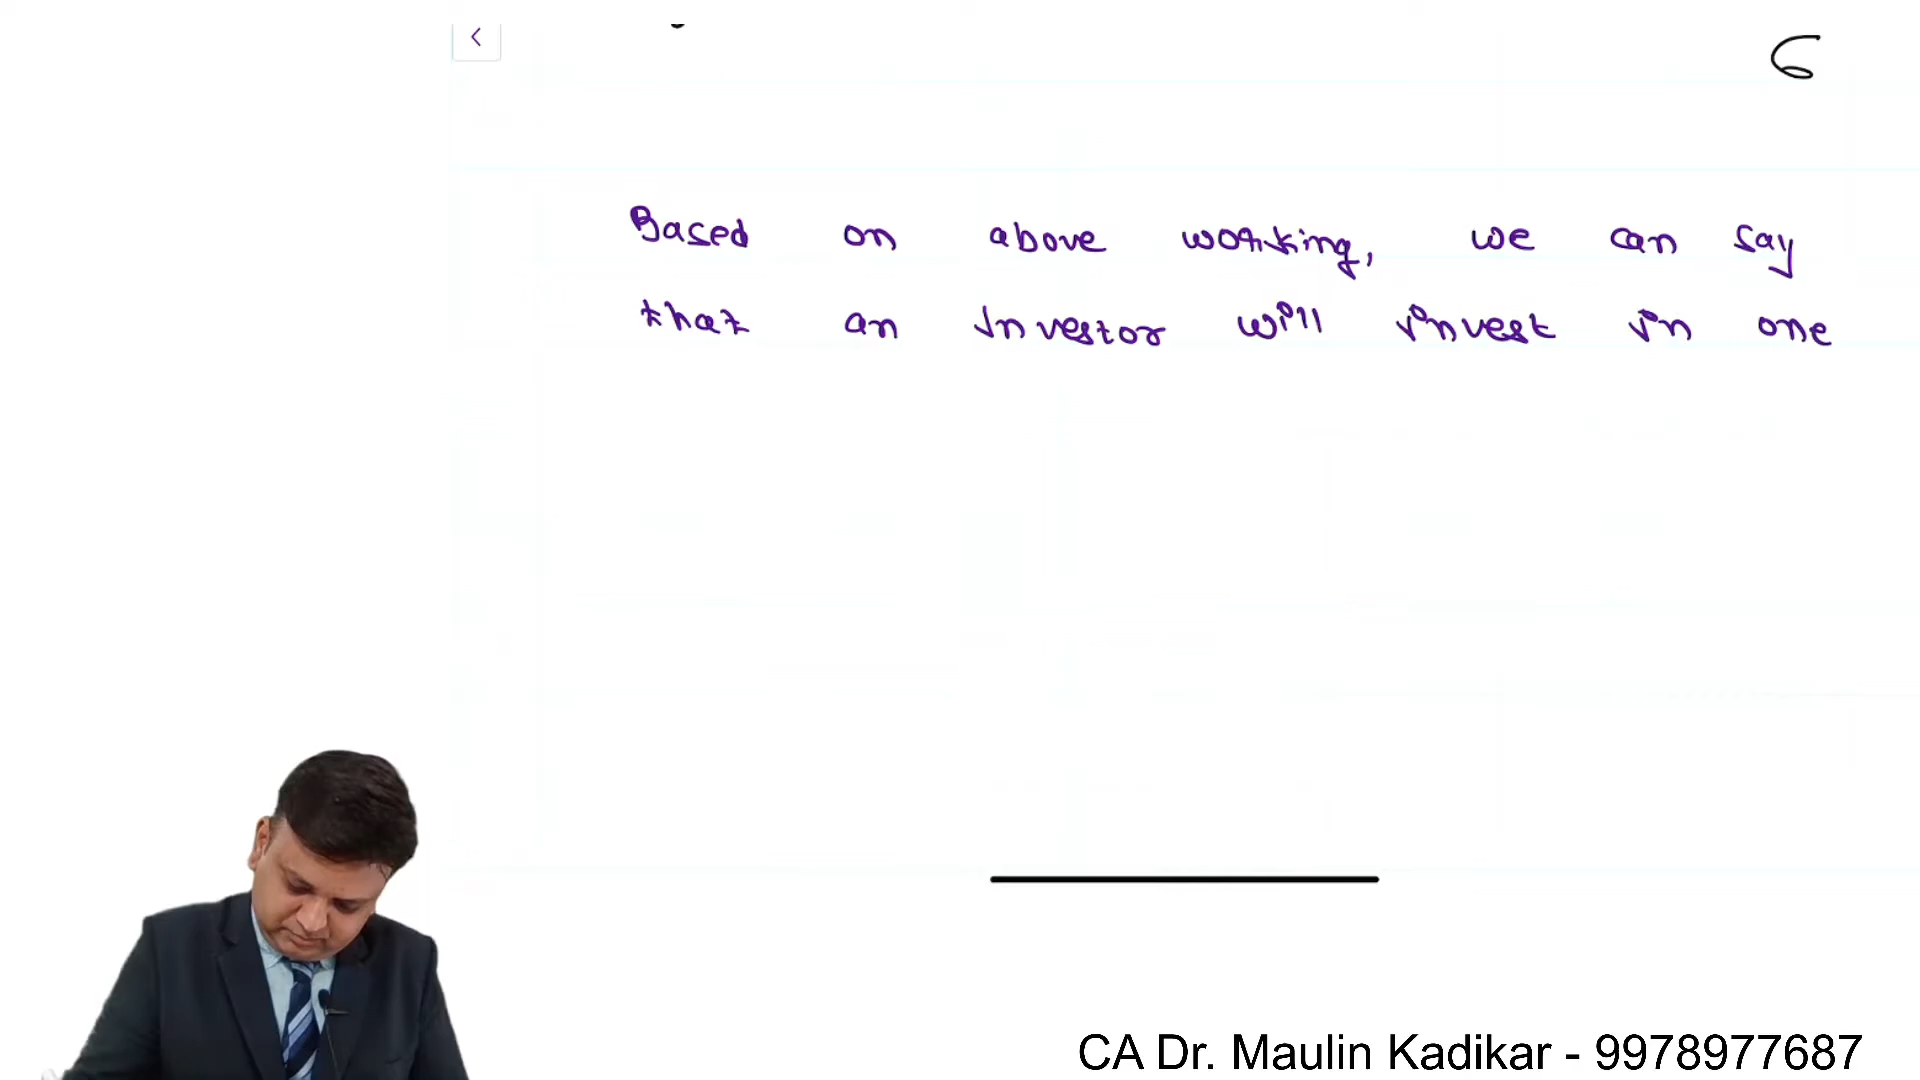 6
Based on above working, we can say
that an investor will invest in one
CA Dr. Maulin Kadikar - 9978977687